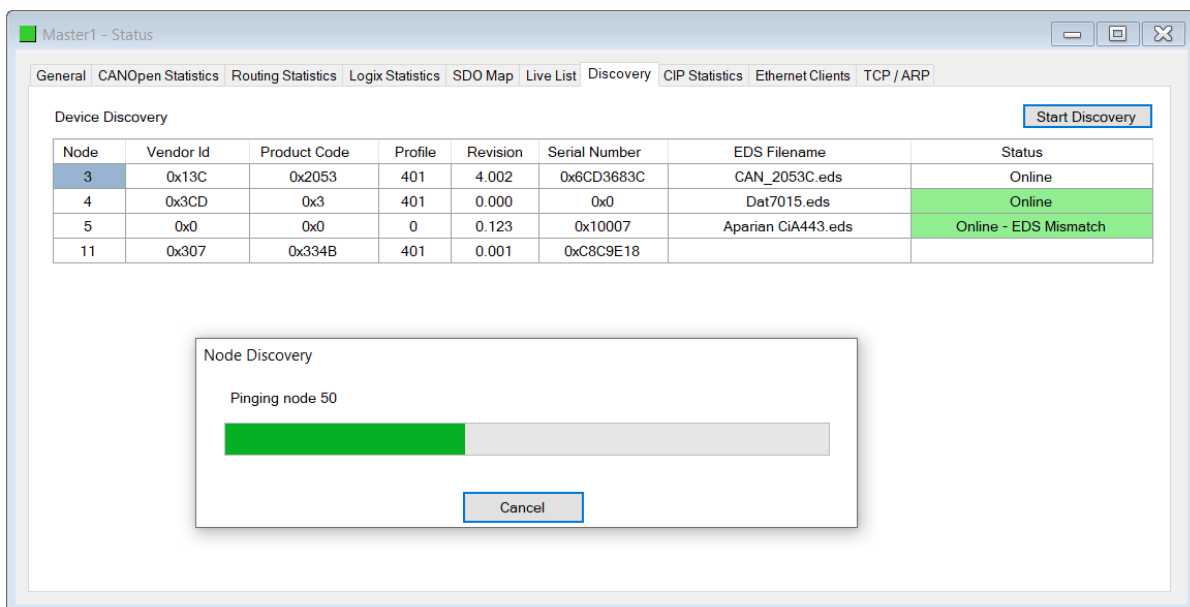 Master1 - Status
General CANOpen Statistics Routing Statistics Logix Statistics SDO Map Live List Discovery CIP Statistics Ethernet Clients TCP / ARP
Device Discovery Start Discovery
Node Vendor Id Product Code Profile Revision Serial Number EDS Filename Status
3 0x13C 0x2053 401 4.002 0x6CD3683C CAN_2053C.eds Online
4 0x3CD 0x3 401 0.000 0x0 Dat7015.eds Online
5 0x0 0x0 0 0.123 0x10007 Aparian CiA443.eds Online - EDS Mismatch
11 0x307 0x334B 401 0.001 0xC8C9E18
Node Discovery
Pinging node 50
Cancel